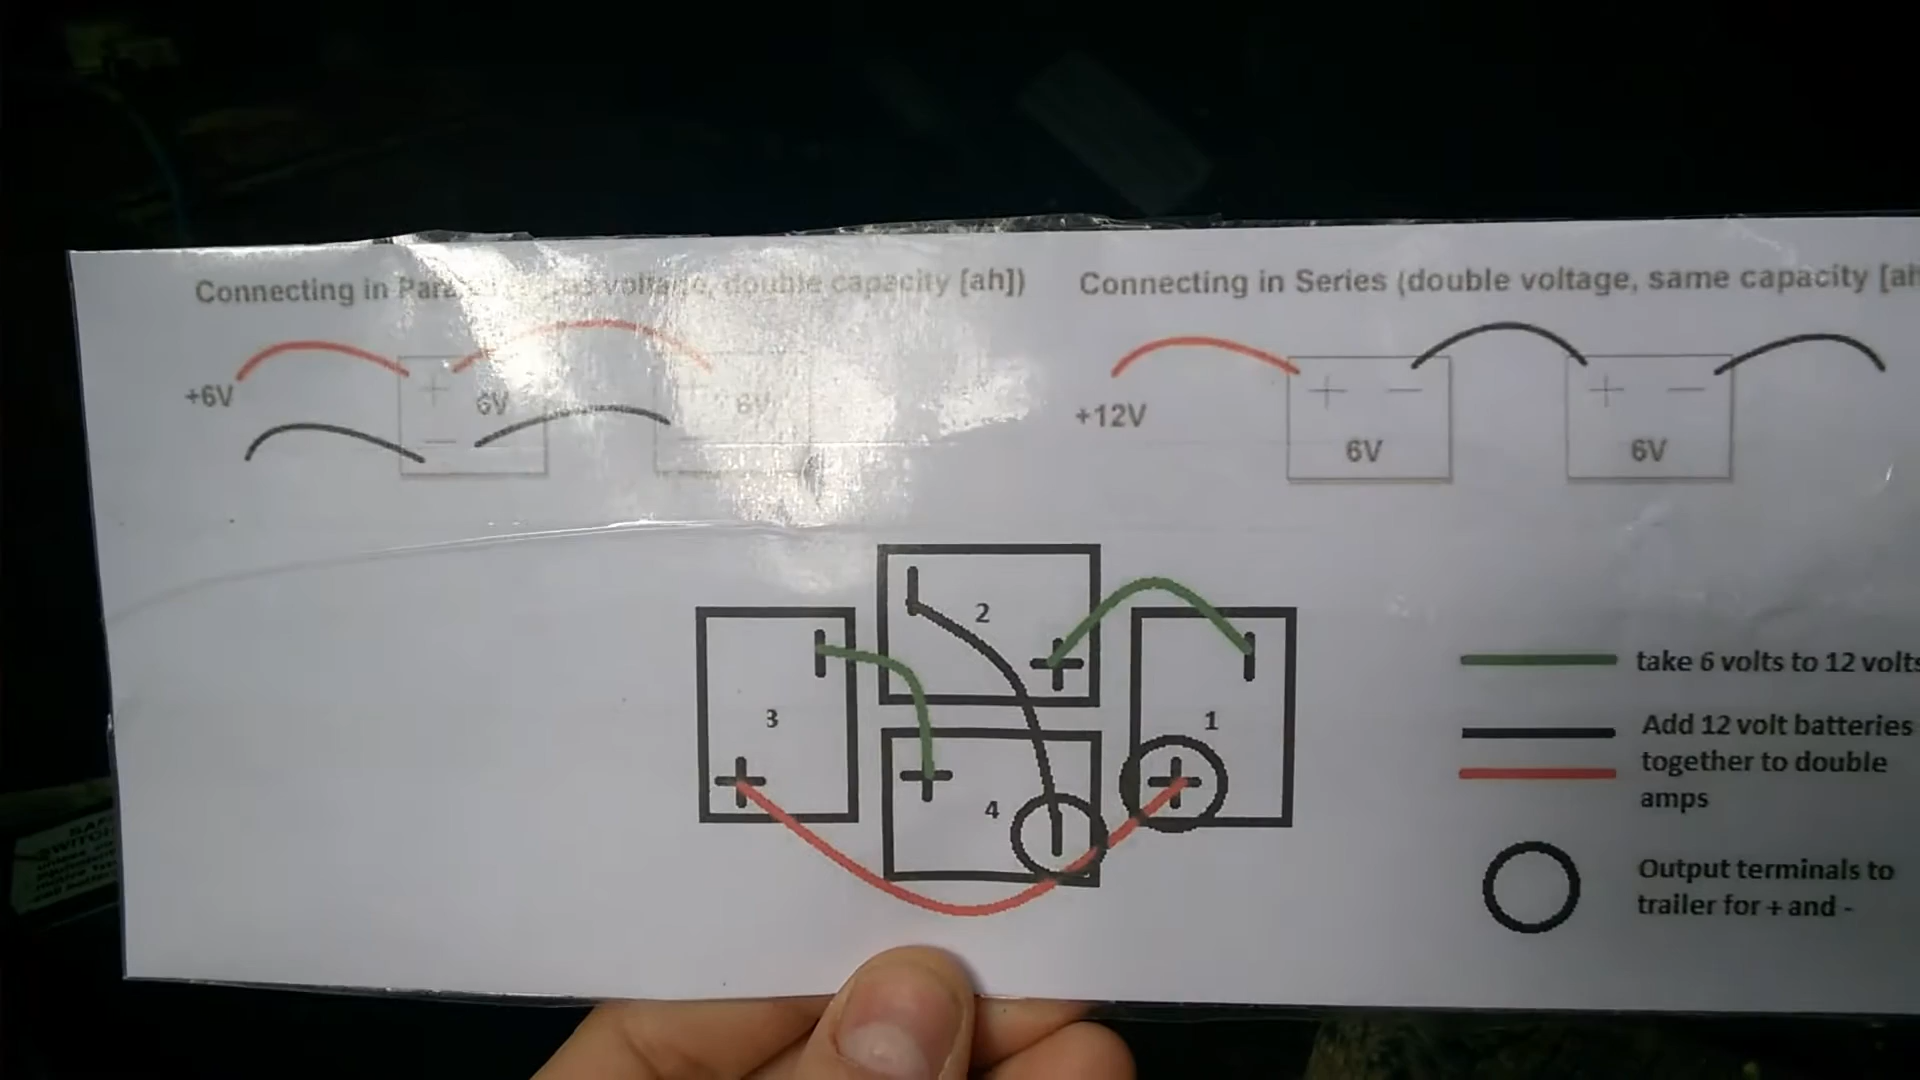 Connecting in voltage, double capacity [ah])
Connecting in Series (double voltage, same capacity [ah
+6V
6V
6V
+12V
6V
6V
2
3
1
4
take 6 volts to 12 volts
Add 12 volt batteries
together to double
amps
Output terminals to
trailer for + and -